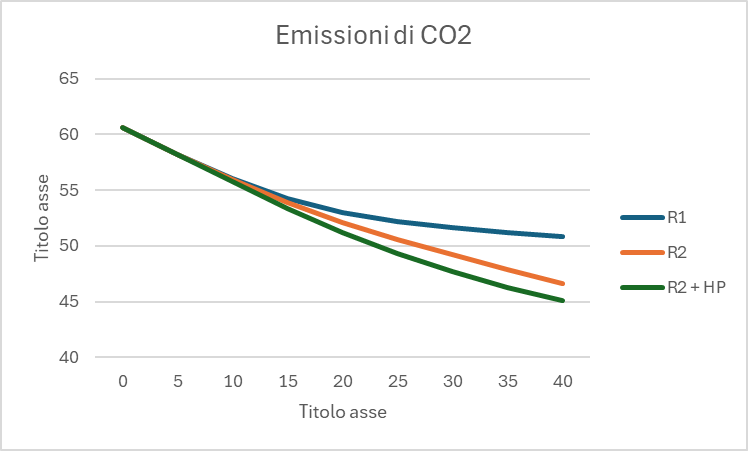 Emissioni di CO2
65
60
55
50
45
40
Titolo asse
0 5 10 15 20 25 30 35 40
Titolo asse
R1
R2
R2 + HP